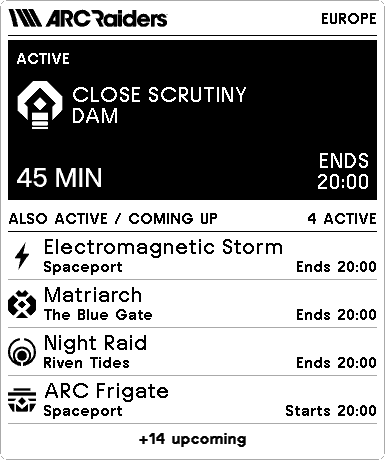 ARC Raiders
EUROPE
ACTIVE
CLOSE SCRUTINY
DAM
45 MIN
ENDS
20:00
ALSO ACTIVE / COMING UP
4 ACTIVE
Electromagnetic Storm
Spaceport
Ends 20:00
Matriarch
The Blue Gate
Ends 20:00
Night Raid
Riven Tides
Ends 20:00
ARC Frigate
Spaceport
Starts 20:00
+14 upcoming